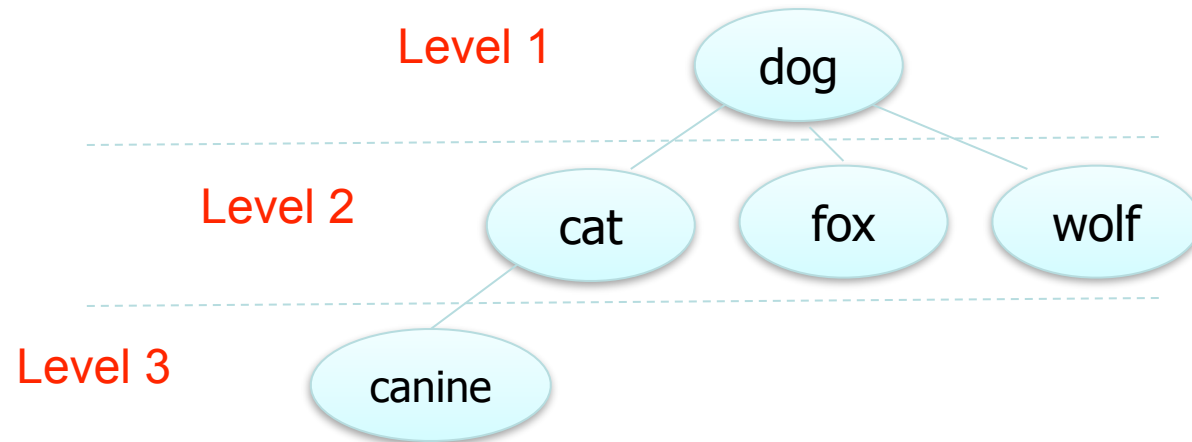 Level 1
dog
Level 2
cat
fox
wolf
Level 3
canine